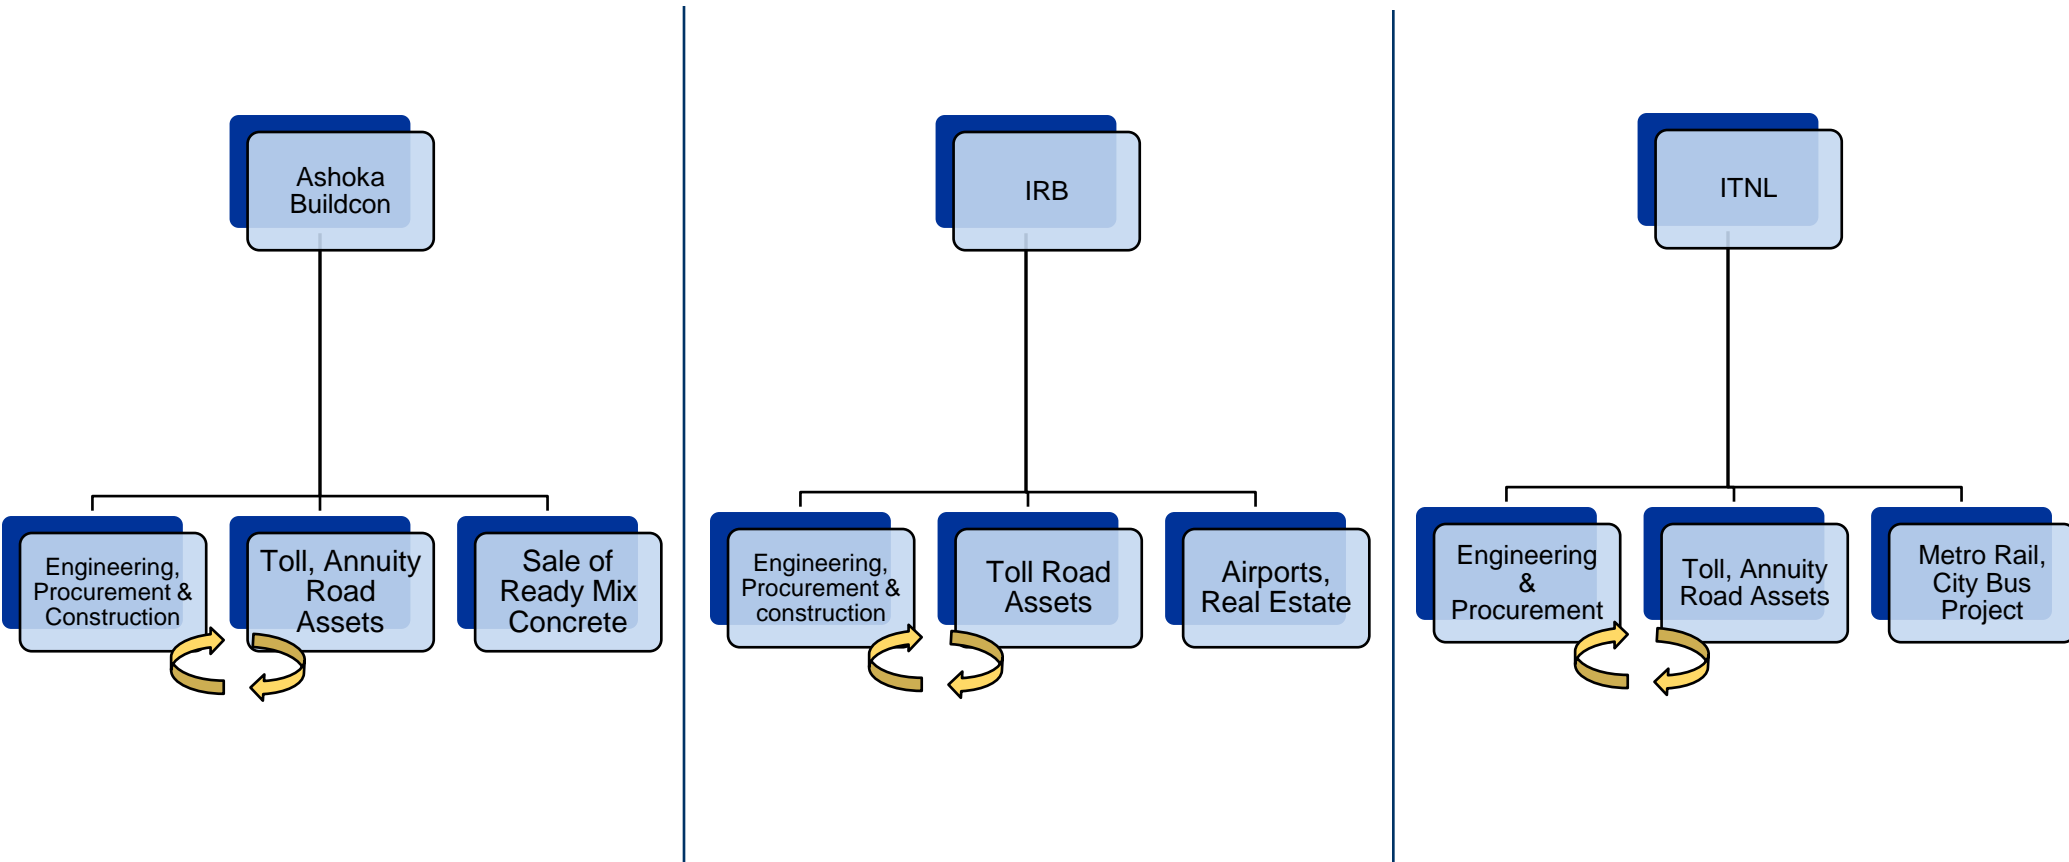 Ashoka
Buildcon
Engineering,
Procurement &
Construction
Toll, Annuity
Road
Assets
Sale of
Ready Mix
Concrete
IRB
Engineering,
Procurement &
construction
Toll Road
Assets
Airports,
Real Estate
ITNL
Engineering
&
Procurement
Toll, Annuity
Road Assets
Metro Rail,
City Bus
Project